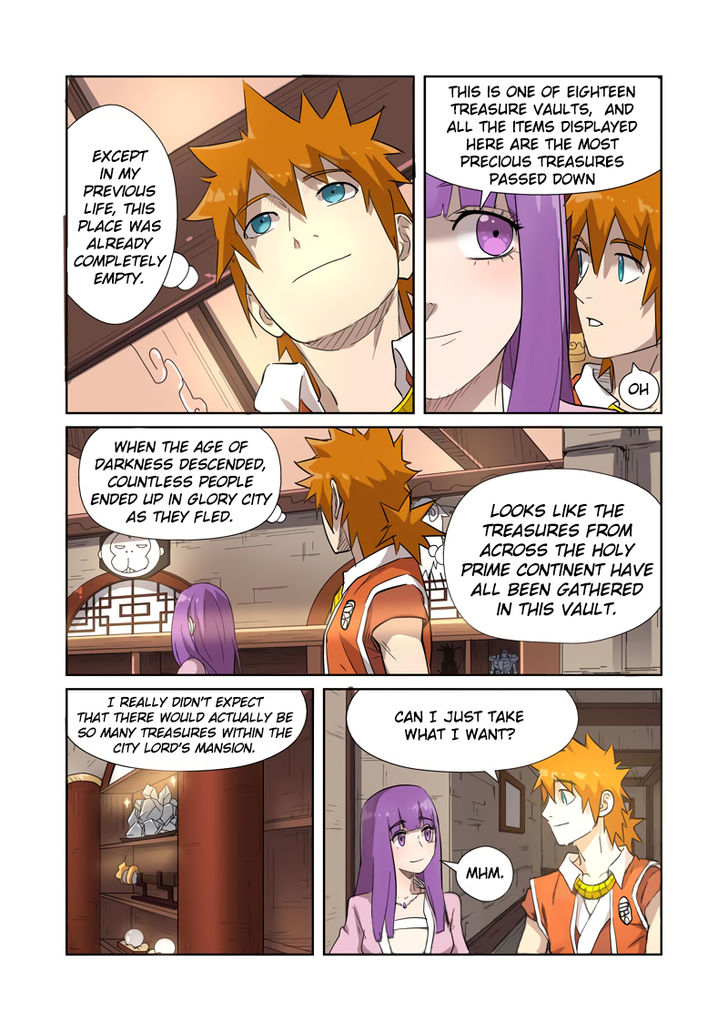 EXCEPT
IN MY
PREVIOUS
LIFE, THIS
PLACE WAS
ALREADY
COMPLETELY
EMPTY.
THIS IS ONE OF EIGHTEEN
TREASURE VAULTS, AND
ALL THE ITEMS DISPLAYED
HERE ARE THE MOST
PRECIOUS TREASURES
PASSED DOWN
OH
WHEN THE AGE OF
DARKNESS DESCENDED,
COUNTLESS PEOPLE
ENDED UP IN GLORY CITY
AS THEY FLED.
LOOKS LIKE THE
TREASURES FROM
ACROSS THE HOLY
PRIME CONTINENT HAVE
ALL BEEN GATHERED
IN THIS VAULT.
I REALLY DIDN'T EXPECT
THAT THERE WOULD ACTUALLY BE
SO MANY TREASURES WITHIN THE
CITY LORD'S MANSION.
CAN I JUST TAKE
WHAT I WANT?
MHM.